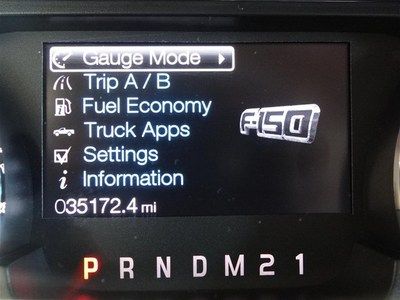 Gauge Mode
Trip A / B
Fuel Economy
F-150
Truck Apps
Settings
Information
035172.4 mi
P R N D M 2 1